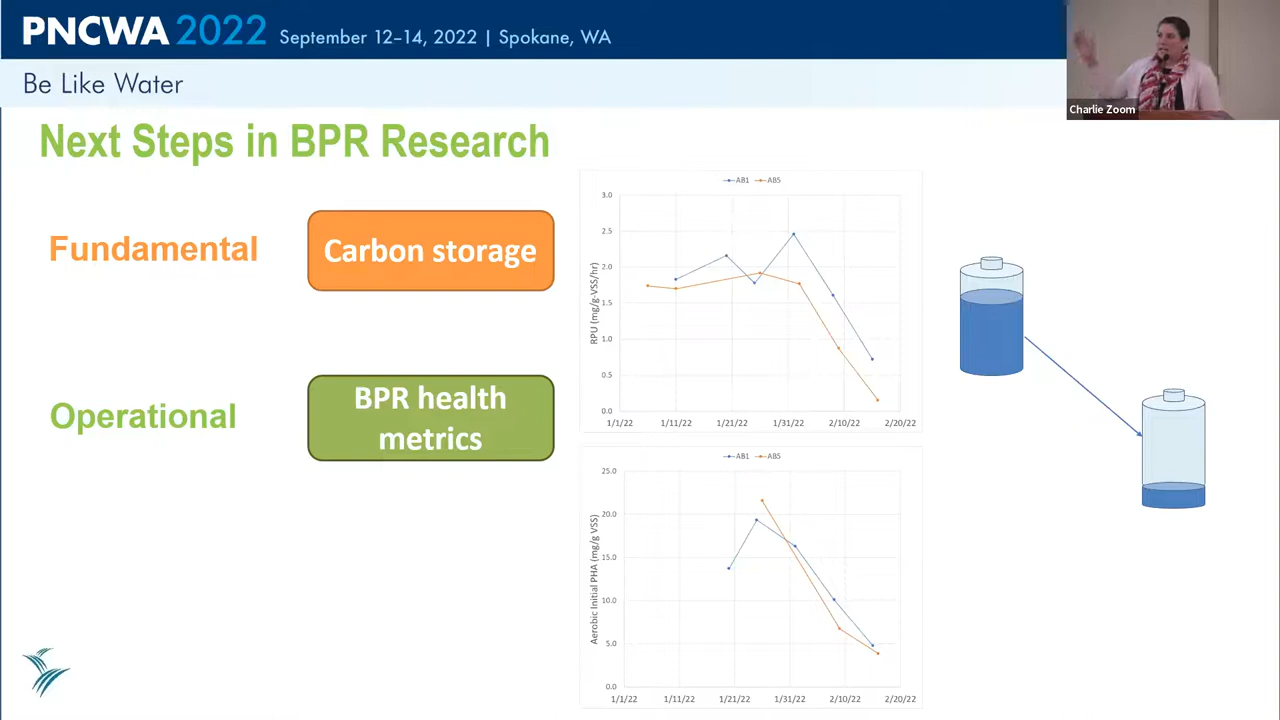 PNCWA 2022 September 12–14, 2022 | Spokane, WA
Be Like Water
Charlie Zoom
Next Steps in BPR Research
Fundamental
Carbon storage
Operational
BPR health
metrics
AB1 AB5
3.0
2.5
2.0
1.5
1.0
0.5
0.0
RPU (mg/g-VSS/hr)
1/1/22 1/11/22 1/21/22 1/31/22 2/10/22 2/20/22
AB1 AB5
25.0
20.0
15.0
10.0
5.0
0.0
Aerobic Initial PHA (mg/g VSS)
1/1/22 1/11/22 1/21/22 1/31/22 2/10/22 2/20/22